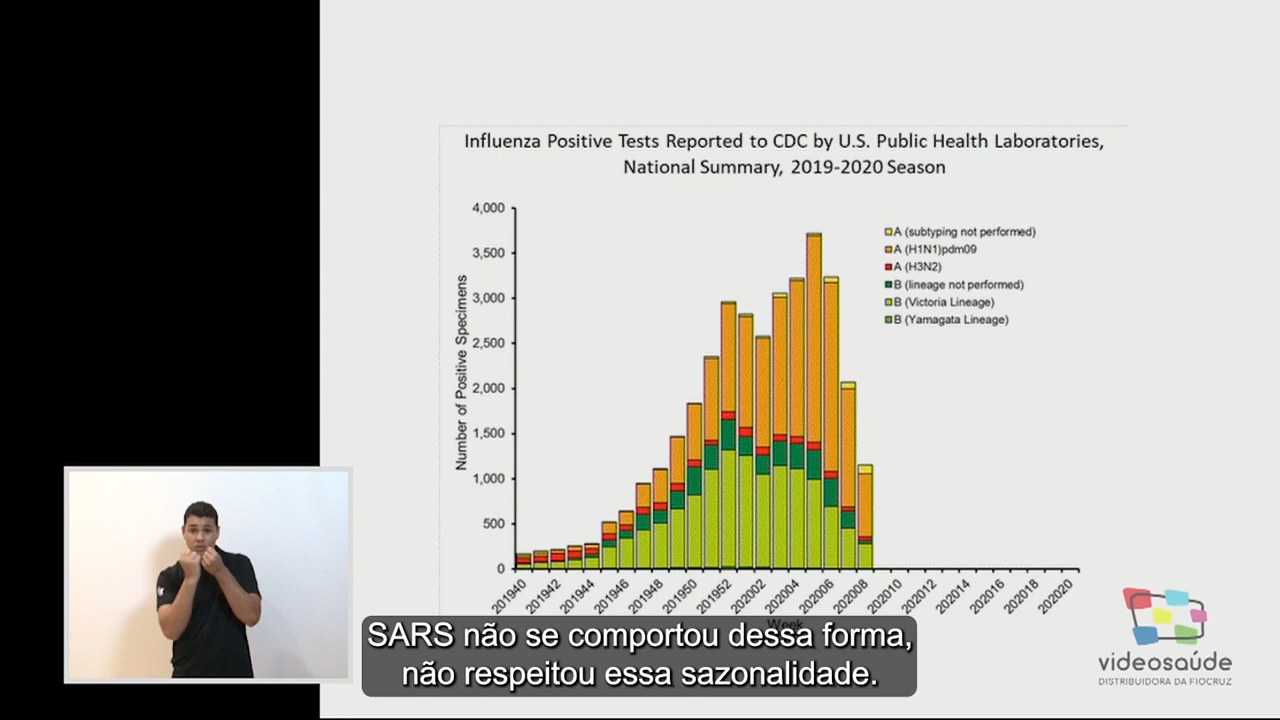 Influenza Positive Tests Reported to CDC by U.S. Public Health Laboratories,
National Summary, 2019-2020 Season
Number of Positive Specimens
4,000
3,500
3,000
2,500
2,000
1,500
1,000
500
0
A (subtyping not performed)
A (H1N1)pdm09
A (H3N2)
B (lineage not performed)
B (Victoria Lineage)
B (Yamagata Lineage)
201940
201942
201944
201946
201948
201950
201952
202002
202004
202006
202008
202010
202012
202014
202016
202018
202020
Week
SARS não se comportou dessa forma,
não respeitou essa sazonalidade.
videosaúde
DISTRIBUIDORA DA FIOCRUZ